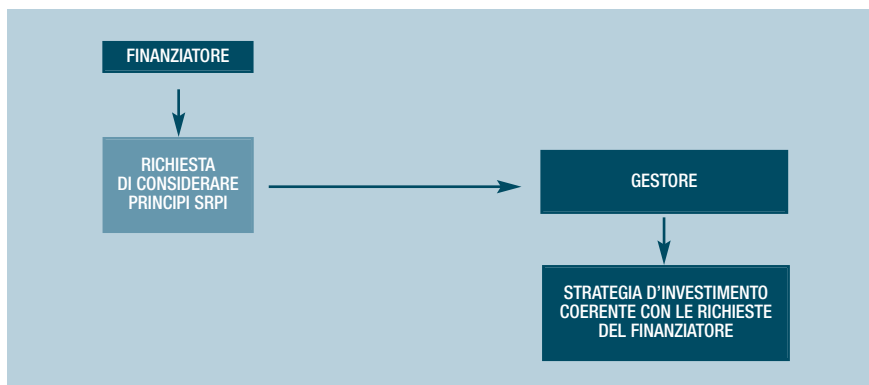 FINANZIATORE
RICHIESTA
DI CONSIDERARE
PRINCIPI SRPI
GESTORE
STRATEGIA D'INVESTIMENTO
COERENTE CON LE RICHIESTE
DEL FINANZIATORE